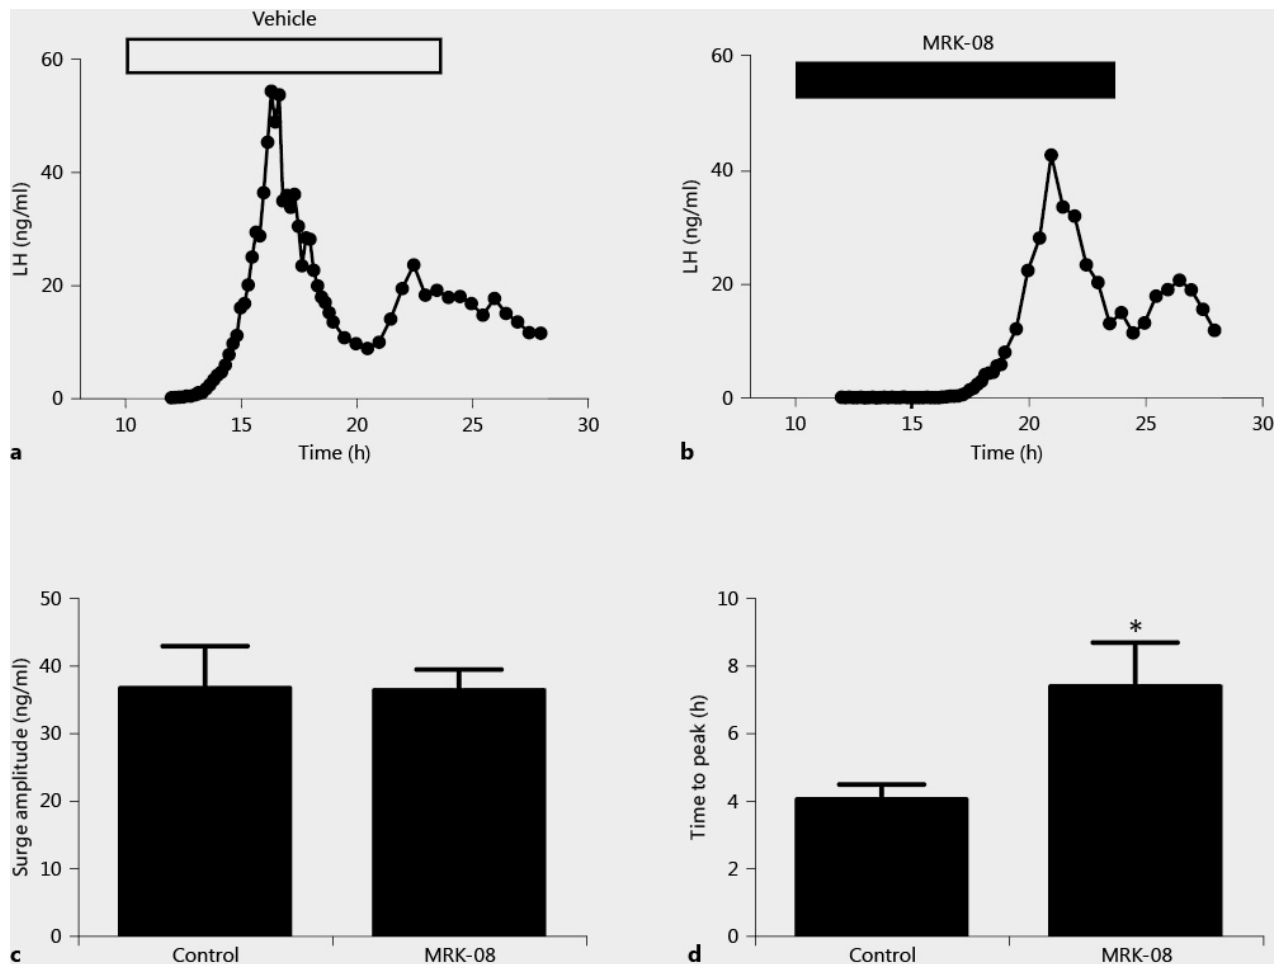 Vehicle
60
40
20
0
LH (ng/ml)
10 15 20 25 30
Time (h)
a
MRK-08
60
40
20
0
LH (ng/ml)
10 15 20 25 30
Time (h)
b
50
40
30
20
10
0
Surge amplitude (ng/ml)
Control MRK-08
c
10
8
6
4
2
0
Time to peak (h)
*
Control MRK-08
d